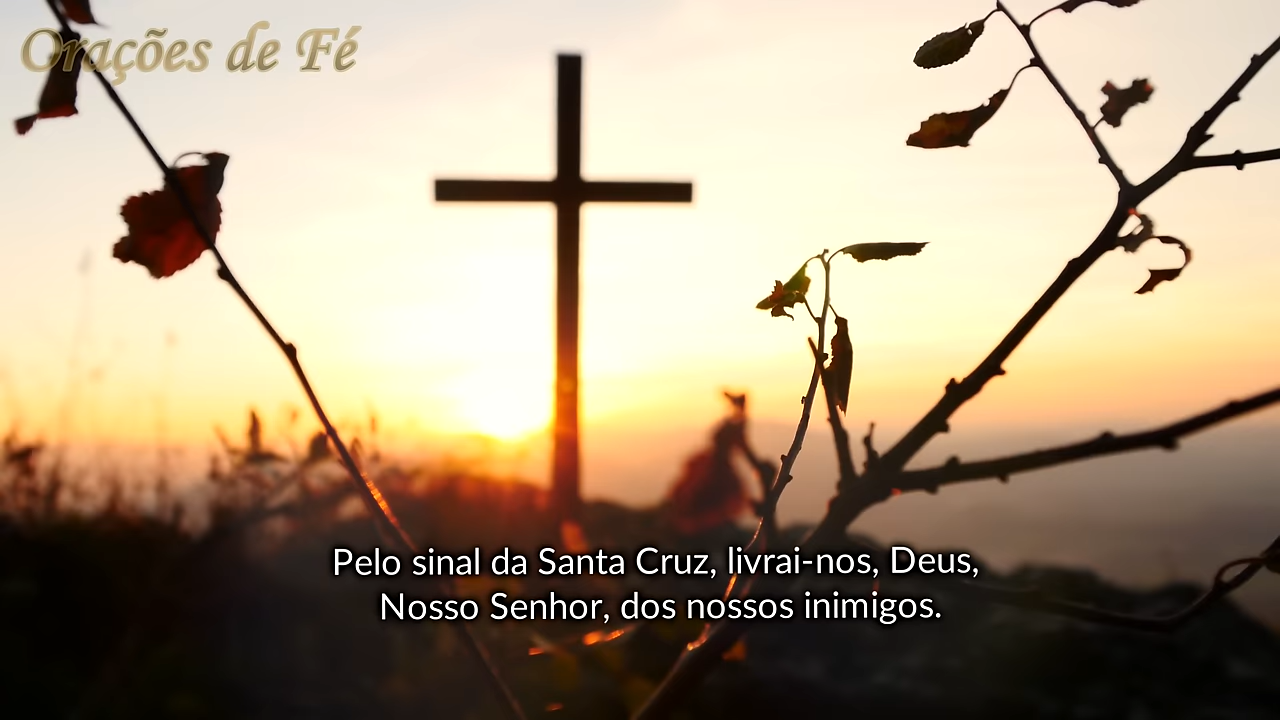 Orações de Fé
Pelo sinal da Santa Cruz, livrai-nos, Deus,
Nosso Senhor, dos nossos inimigos.